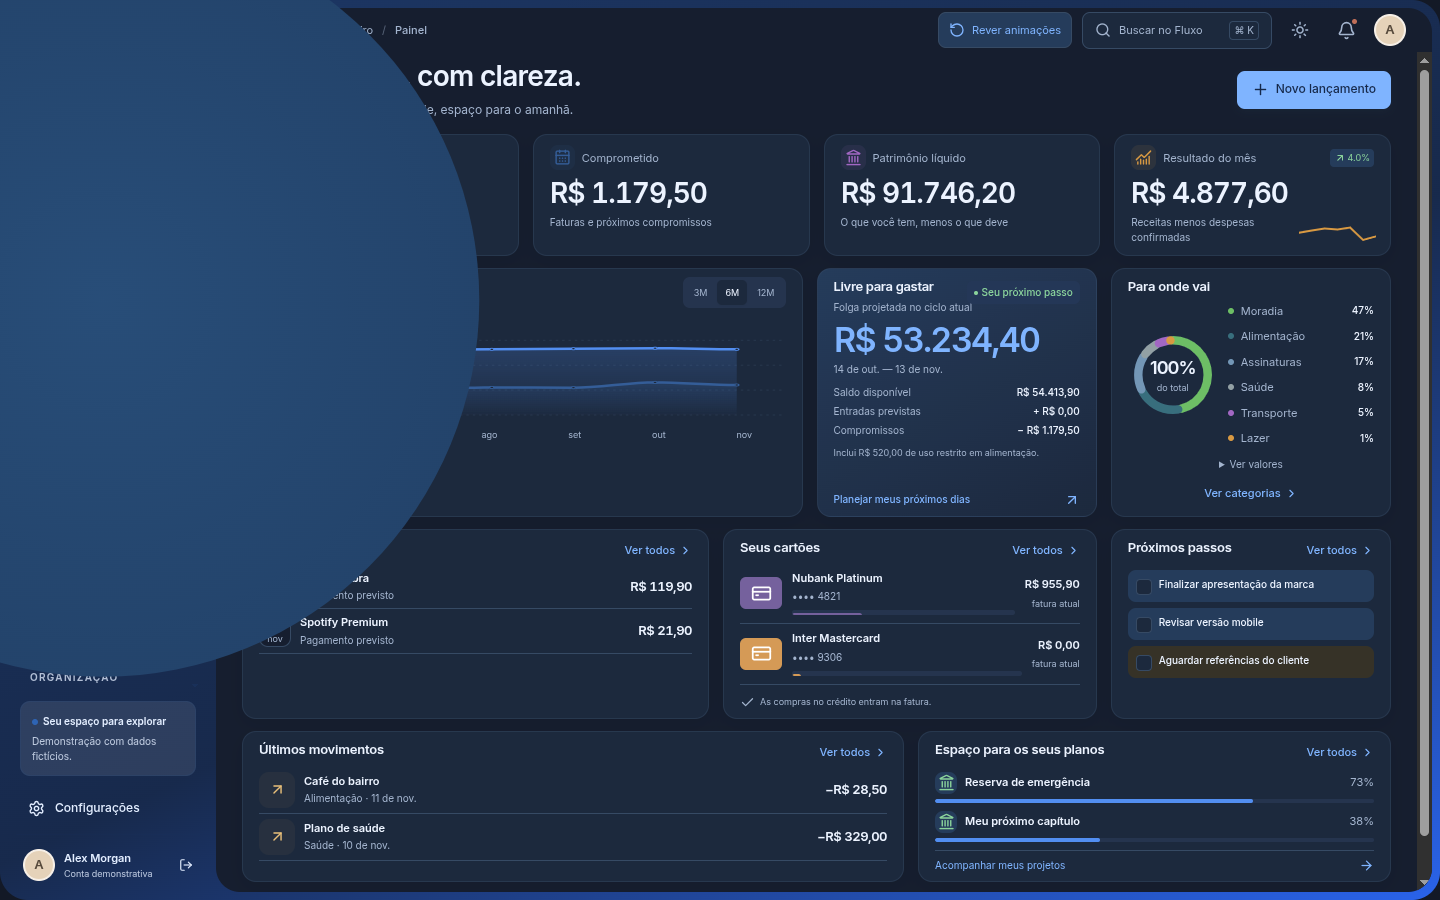 / Painel
Rever animações
Buscar no Fluxo
⌘ K
A
com clareza.
espaço para o amanhã.
Novo lançamento
Comprometido
R$ 1.179,50
Faturas e próximos compromissos
Patrimônio líquido
R$ 91.746,20
O que você tem, menos o que deve
Resultado do mês
4.0%
R$ 4.877,60
Receitas menos despesas
confirmadas
3M 6M 12M
ago set out nov
Livre para gastar
• Seu próximo passo
Folga projetada no ciclo atual
R$ 53.234,40
14 de out. — 13 de nov.
Saldo disponível R$ 54.413,90
Entradas previstas + R$ 0,00
Compromissos − R$ 1.179,50
Inclui R$ 520,00 de uso restrito em alimentação.
Planejar meus próximos dias
Para onde vai
100%
do total
Moradia 47%
Alimentação 21%
Assinaturas 17%
Saúde 8%
Transporte 5%
Lazer 1%
▶ Ver valores
Ver categorias
Ver todos
R$ 119,90
previsto
nov
Spotify Premium
Pagamento previsto
R$ 21,90
Seus cartões
Ver todos
Nubank Platinum
•••• 4821
R$ 955,90
fatura atual
Inter Mastercard
•••• 9306
R$ 0,00
fatura atual
As compras no crédito entram na fatura.
Próximos passos
Ver todos
Finalizar apresentação da marca
Revisar versão mobile
Aguardar referências do cliente
ORGANIZAÇÃO
Seu espaço para explorar
Demonstração com dados
fictícios.
Configurações
A
Alex Morgan
Conta demonstrativa
Últimos movimentos
Ver todos
Café do bairro
Alimentação · 11 de nov.
−R$ 28,50
Plano de saúde
Saúde · 10 de nov.
−R$ 329,00
Espaço para os seus planos
Ver todos
Reserva de emergência 73%
Meu próximo capítulo 38%
Acompanhar meus projetos